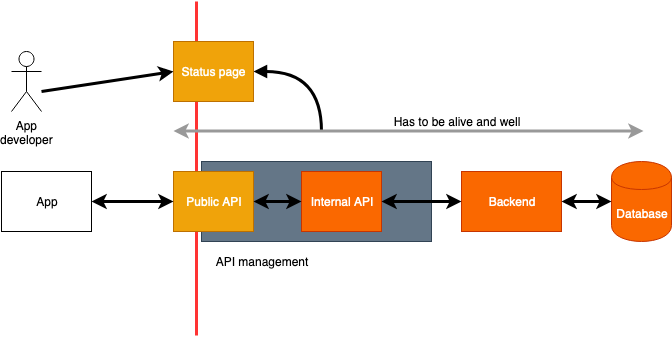 Status page
App
developer
Has to be alive and well
App
Public API
Internal API
Backend
Database
API management